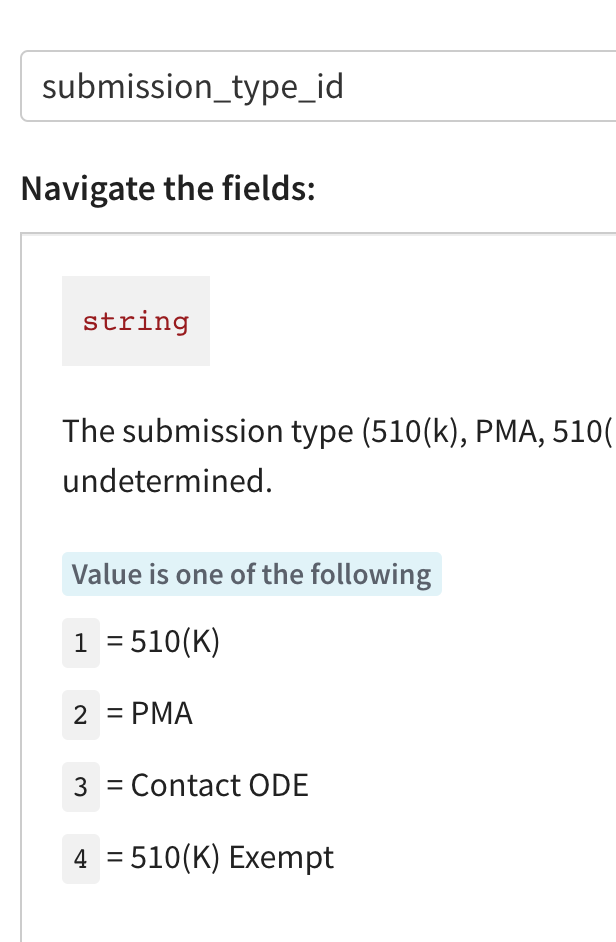 submission_type_id
Navigate the fields:
string
The submission type (510(k), PMA, 510(
undetermined.
Value is one of the following
1 = 510(K)
2 = PMA
3 = Contact ODE
4 = 510(K) Exempt